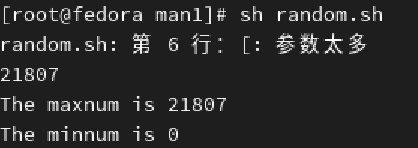 [root@fedora man1]# sh random.sh
random.sh: 第 6 行: [: 参数太多
21807
The maxnum is 21807
The minnum is 0